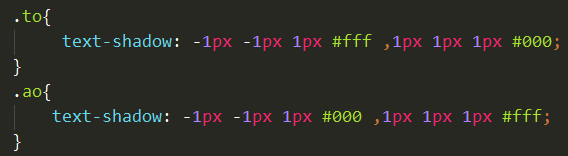 .to{
text-shadow: -1px -1px 1px #fff ,1px 1px 1px #000;
}
.ao{
text-shadow: -1px -1px 1px #000 ,1px 1px 1px #fff;
}